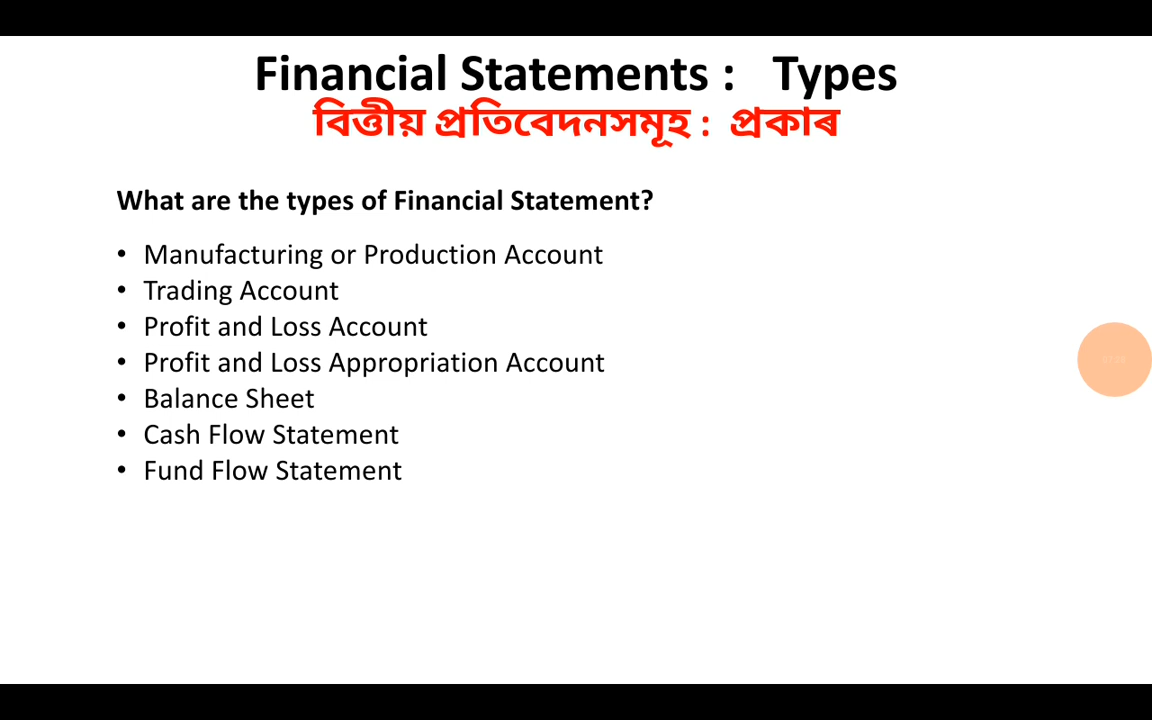 Financial Statements : Types
বিত্তীয় প্ৰতিবেদনসমূহ : প্ৰকাৰ
What are the types of Financial Statement?
• Manufacturing or Production Account
• Trading Account
• Profit and Loss Account
• Profit and Loss Appropriation Account
• Balance Sheet
• Cash Flow Statement
• Fund Flow Statement